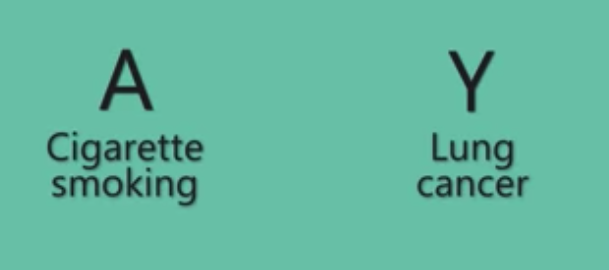 A
Cigarette
smoking
Y
Lung
cancer